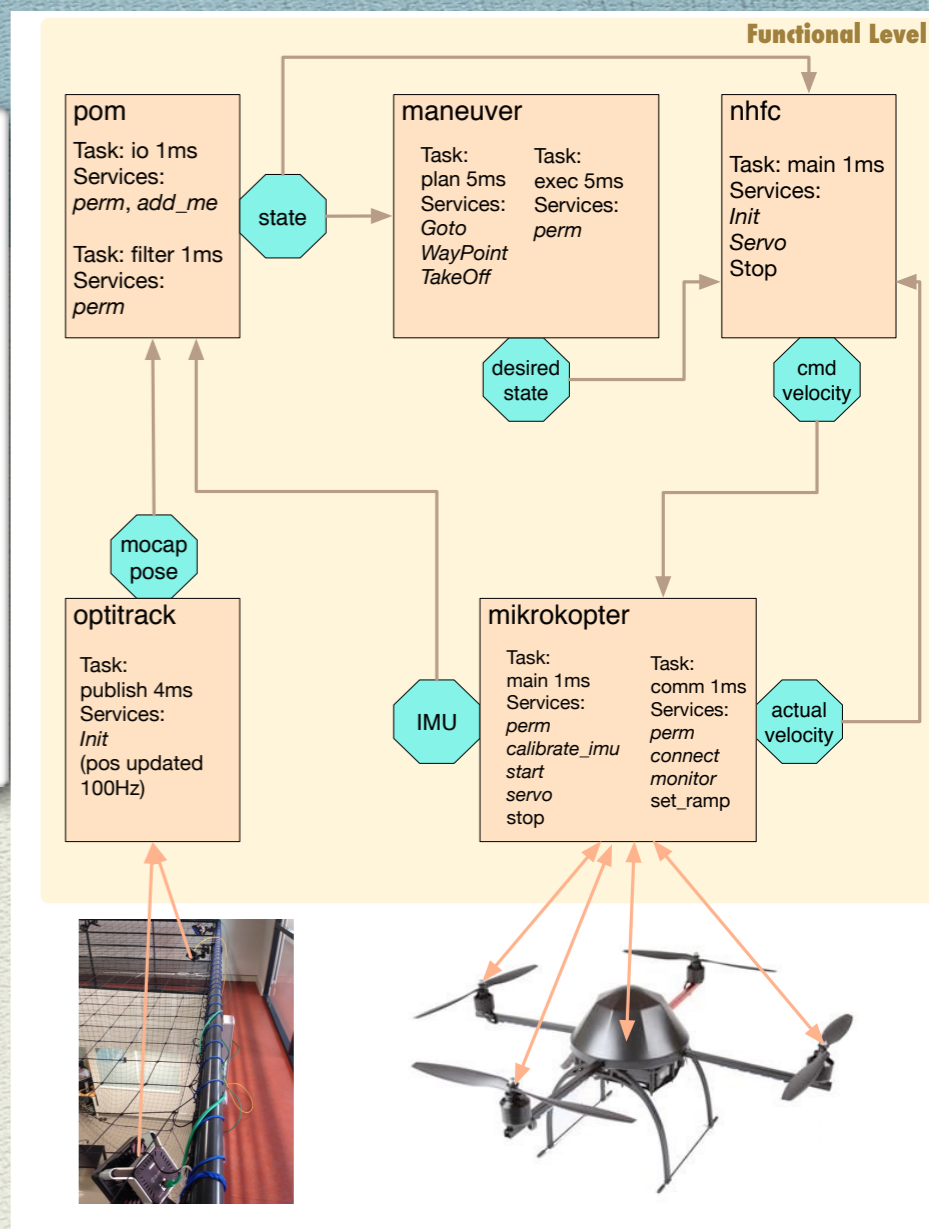 Functional Level
pom
Task: io 1ms
Services:
perm, add_me
Task: filter 1ms
Services:
perm
state
maneuver
Task:
plan 5ms
Services:
Goto
WayPoint
TakeOff
Task:
exec 5ms
Services:
perm
nhfc
Task: main 1ms
Services:
Init
Servo
Stop
desired
state
cmd
velocity
mocap
pose
optitrack
Task:
publish 4ms
Services:
Init
(pos updated
100Hz)
IMU
mikrokopter
Task:
main 1ms
Services:
perm
calibrate_imu
start
servo
stop
Task:
comm 1ms
Services:
perm
connect
monitor
set_ramp
actual
velocity